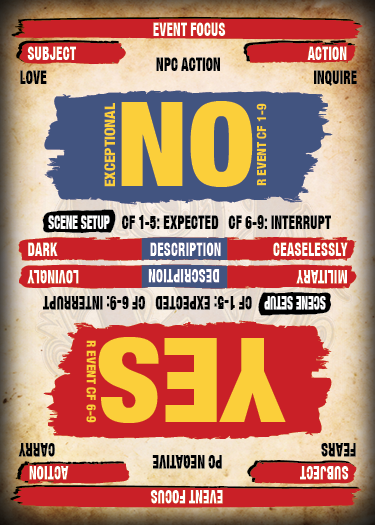 EVENT FOCUS
SUBJECT NPC ACTION ACTION
LOVE INQUIRE
EXCEPTIONAL NO R EVENT CF 1-9
SCENE SETUP CF 1-5: EXPECTED CF 6-9: INTERRUPT
DARK DESCRIPTION CEASELESSLY
LOVINGLY DESCRIPTION MILITARY
SCENE SETUP CF 1-5: EXPECTED CF 6-9: INTERRUPT
YES R EVENT CF 6-9
FEARS PC NEGATIVE CARRY
SUBJECT ACTION
EVENT FOCUS